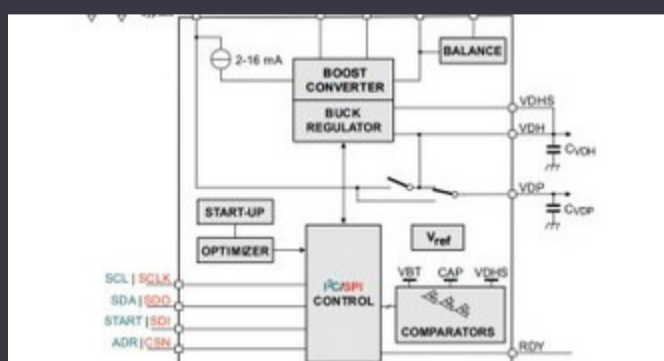 2-16 mA
BALANCE
BOOST
CONVERTER
BUCK
REGULATOR
VDHS
VDH
CVDH
VDP
CVDP
START-UP
OPTIMIZER
Vref
I²C/SPI
CONTROL
VBT CAP VDHS
COMPARATORS
SCL | SCLK
SDA | SDO
START | SDI
ADR | CSN
RDY